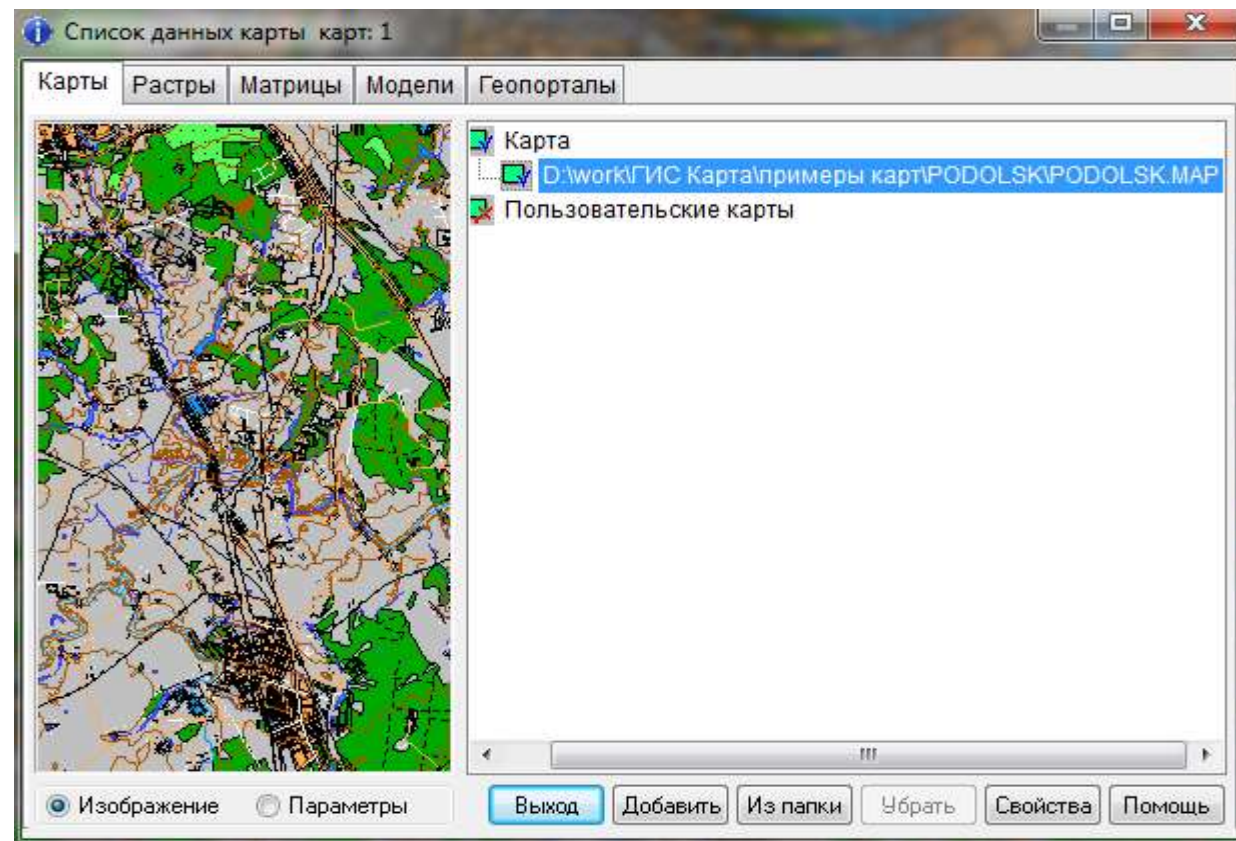 Список данных карты карт: 1
Карты Растры Матрицы Модели Геопорталы
Карта
D:\work\ГИС Карта\примеры карт\PODOLSK\PODOLSK.MAP
Пользовательские карты
Изображение Параметры Выход Добавить Из папки Убрать Свойства Помощь